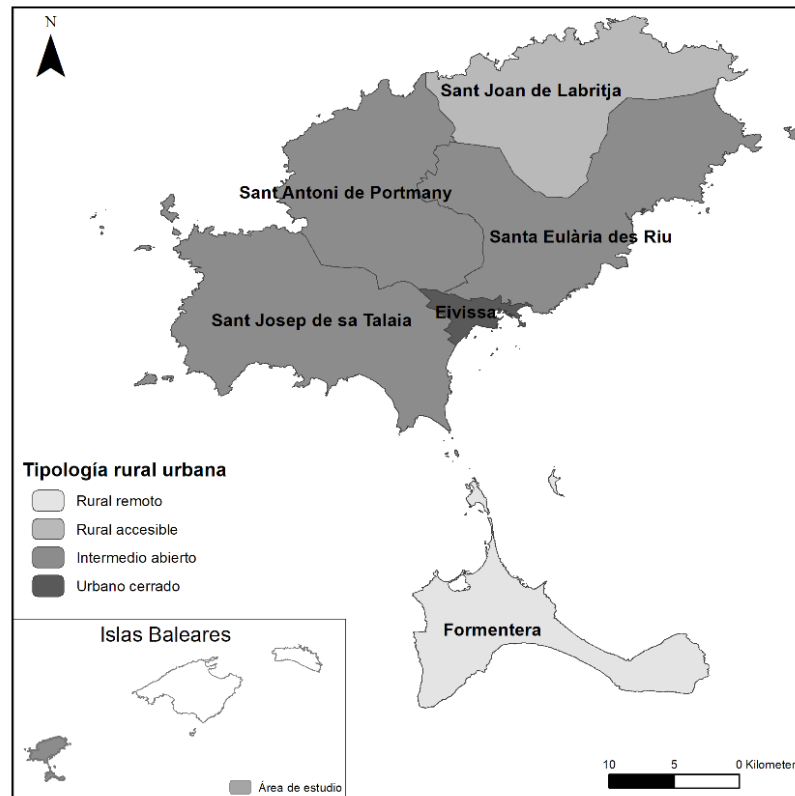 N
Sant Joan de Labritja
Sant Antoni de Portmany
Santa Eulària des Riu
Eivissa
Sant Josep de sa Talaia
Tipología rural urbana
Rural remoto
Rural accesible
Intermedio abierto
Urbano cerrado
Formentera
Islas Baleares
Área de estudio
10 5 0 Kilometer